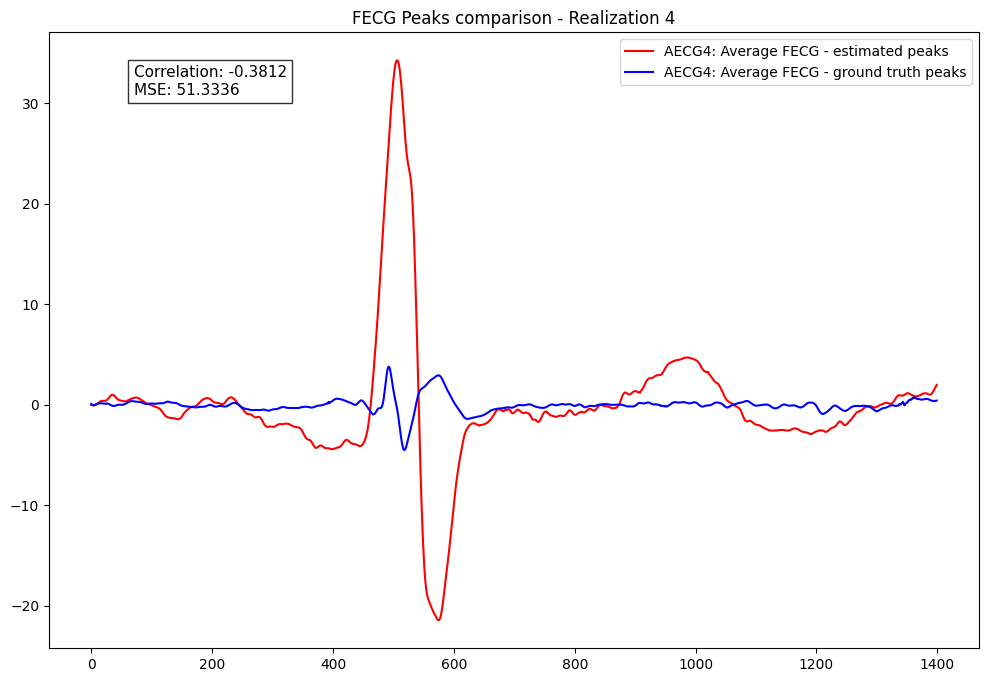 FECG Peaks comparison - Realization 4
AECG4: Average FECG - estimated peaks
AECG4: Average FECG - ground truth peaks
Correlation: -0.3812
MSE: 51.3336
30
20
10
0
−10
−20
0 200 400 600 800 1000 1200 1400